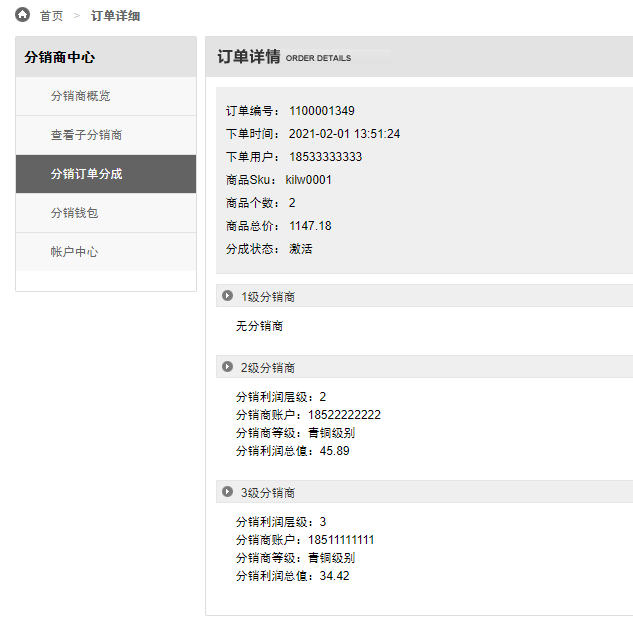 首页 > 订单详细
分销商中心
分销商概览
查看子分销商
分销订单分成
分销钱包
帐户中心
订单详情 ORDER DETAILS
订单编号： 1100001349
下单时间： 2021-02-01 13:51:24
下单用户： 18533333333
商品Sku： kilw0001
商品个数： 2
商品总价： 1147.18
分成状态： 激活
1级分销商
无分销商
2级分销商
分销利润层级：2
分销商账户：18522222222
分销商等级：青铜级别
分销利润总值：45.89
3级分销商
分销利润层级：3
分销商账户：18511111111
分销商等级：青铜级别
分销利润总值：34.42